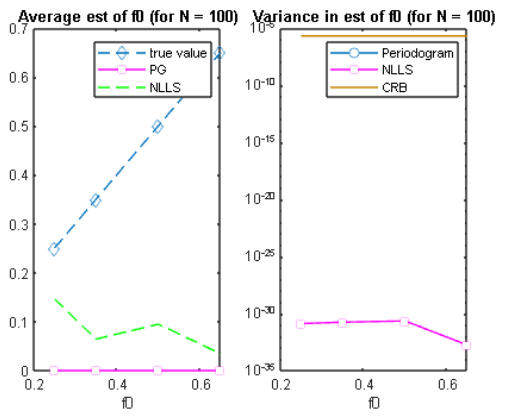 Average est of f0 (for N = 100)
0.7
0.6
0.5
0.4
0.3
0.2
0.1
0
true value
PG
NLLS
0.2
0.4
0.6
f0
Variance in est of f0 (for N = 100)
10-5
10-10
10-15
10-20
10-25
10-30
10-35
Periodogram
NLLS
CRB
0.2
0.4
0.6
f0